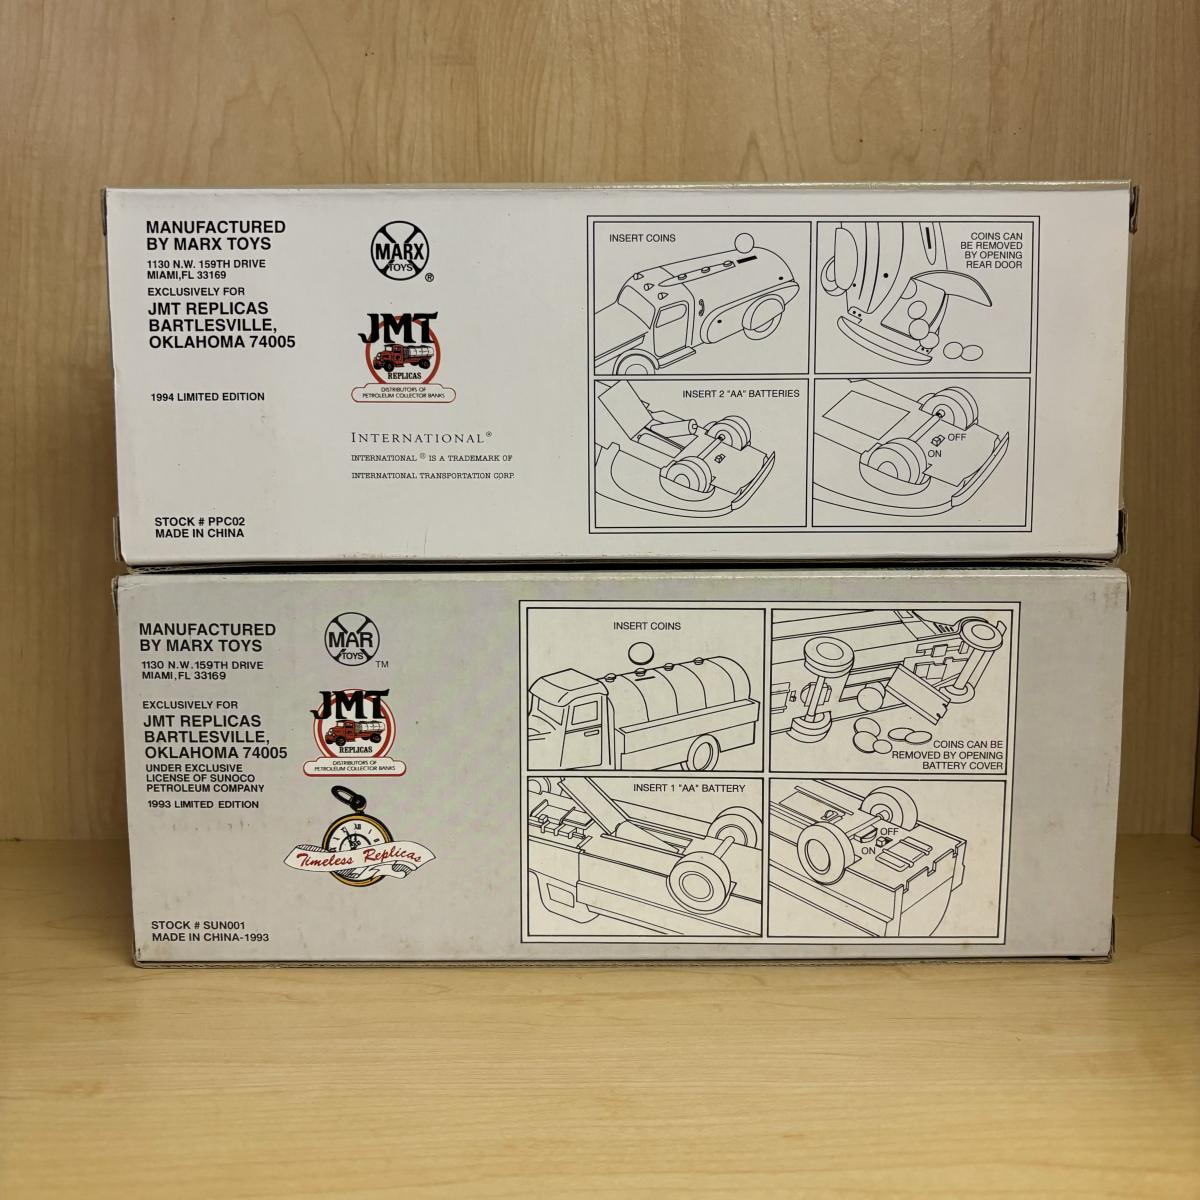 MANUFACTURED
BY MARX TOYS
1130 N.W. 159TH DRIVE
MIAMI,FL 33169
EXCLUSIVELY FOR
JMT REPLICAS
BARTLESVILLE,
OKLAHOMA 74005
1994 LIMITED EDITION
STOCK # PPC02
MADE IN CHINA
MARX
TOYS
®
JMT
REPLICAS
DISTRIBUTORS OF
PETROLEUM COLLECTOR BANKS
INTERNATIONAL®
INTERNATIONAL ® IS A TRADEMARK OF
INTERNATIONAL TRANSPORTATION CORP.
INSERT COINS
COINS CAN
BE REMOVED
BY OPENING
REAR DOOR
INSERT 2 "AA" BATTERIES
OFF
ON
MANUFACTURED
BY MARX TOYS
1130 N.W.159TH DRIVE
MIAMI,FL 33169
EXCLUSIVELY FOR
JMT REPLICAS
BARTLESVILLE,
OKLAHOMA 74005
UNDER EXCLUSIVE
LICENSE OF SUNOCO
PETROLEUM COMPANY
1993 LIMITED EDITION
STOCK # SUN001
MADE IN CHINA-1993
MAR
TOYS
TM
JMT
REPLICAS
DISTRIBUTORS OF
PETROLEUM COLLECTOR BANKS
Timeless Replicas
INSERT COINS
COINS CAN BE
REMOVED BY OPENING
BATTERY COVER
INSERT 1 "AA" BATTERY
OFF
ON